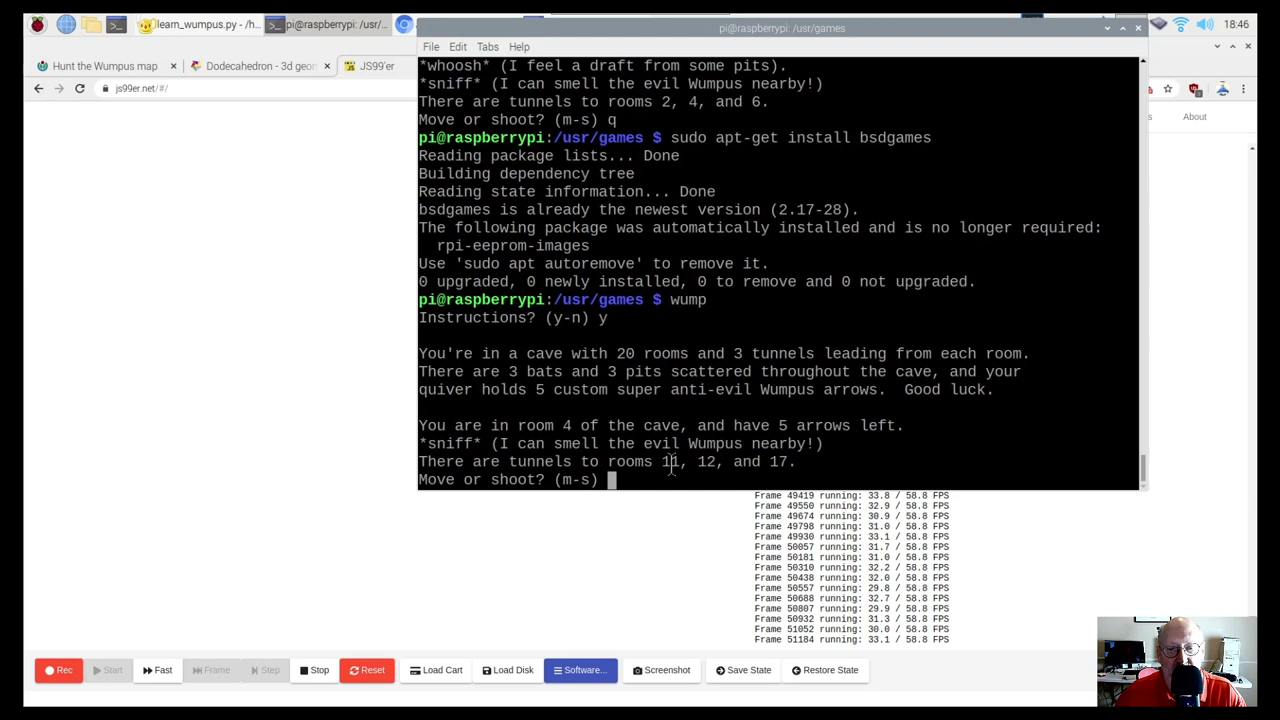 learn_wumpus.py - /h...
pi@raspberrypi: /usr/...
18:46
pi@raspberrypi: /usr/games
File Edit Tabs Help
Hunt the Wumpus map
Dodecahedron - 3d geom
JS99'er
js99er.net/#/
About
*whoosh* (I feel a draft from some pits).
*sniff* (I can smell the evil Wumpus nearby!)
There are tunnels to rooms 2, 4, and 6.
Move or shoot? (m-s) q
pi@raspberrypi:/usr/games $ sudo apt-get install bsdgames
Reading package lists... Done
Building dependency tree
Reading state information... Done
bsdgames is already the newest version (2.17-28).
The following package was automatically installed and is no longer required:
rpi-eeprom-images
Use 'sudo apt autoremove' to remove it.
0 upgraded, 0 newly installed, 0 to remove and 0 not upgraded.
pi@raspberrypi:/usr/games $ wump
Instructions? (y-n) y
You're in a cave with 20 rooms and 3 tunnels leading from each room.
There are 3 bats and 3 pits scattered throughout the cave, and your
quiver holds 5 custom super anti-evil Wumpus arrows.  Good luck.
You are in room 4 of the cave, and have 5 arrows left.
*sniff* (I can smell the evil Wumpus nearby!)
There are tunnels to rooms 11, 12, and 17.
Move or shoot? (m-s)
Frame 49419 running: 33.8 / 58.8 FPS
Frame 49550 running: 32.9 / 58.8 FPS
Frame 49674 running: 30.9 / 58.8 FPS
Frame 49798 running: 31.0 / 58.8 FPS
Frame 49930 running: 33.1 / 58.8 FPS
Frame 50057 running: 31.7 / 58.8 FPS
Frame 50181 running: 31.0 / 58.8 FPS
Frame 50310 running: 32.2 / 58.8 FPS
Frame 50438 running: 32.0 / 58.8 FPS
Frame 50557 running: 29.8 / 58.8 FPS
Frame 50688 running: 32.7 / 58.8 FPS
Frame 50807 running: 29.9 / 58.8 FPS
Frame 50932 running: 31.3 / 58.8 FPS
Frame 51052 running: 30.0 / 58.8 FPS
Frame 51184 running: 33.1 / 58.8 FPS
Rec Start Fast Frame Step Stop Reset Load Cart Load Disk Software... Screenshot Save State Restore State